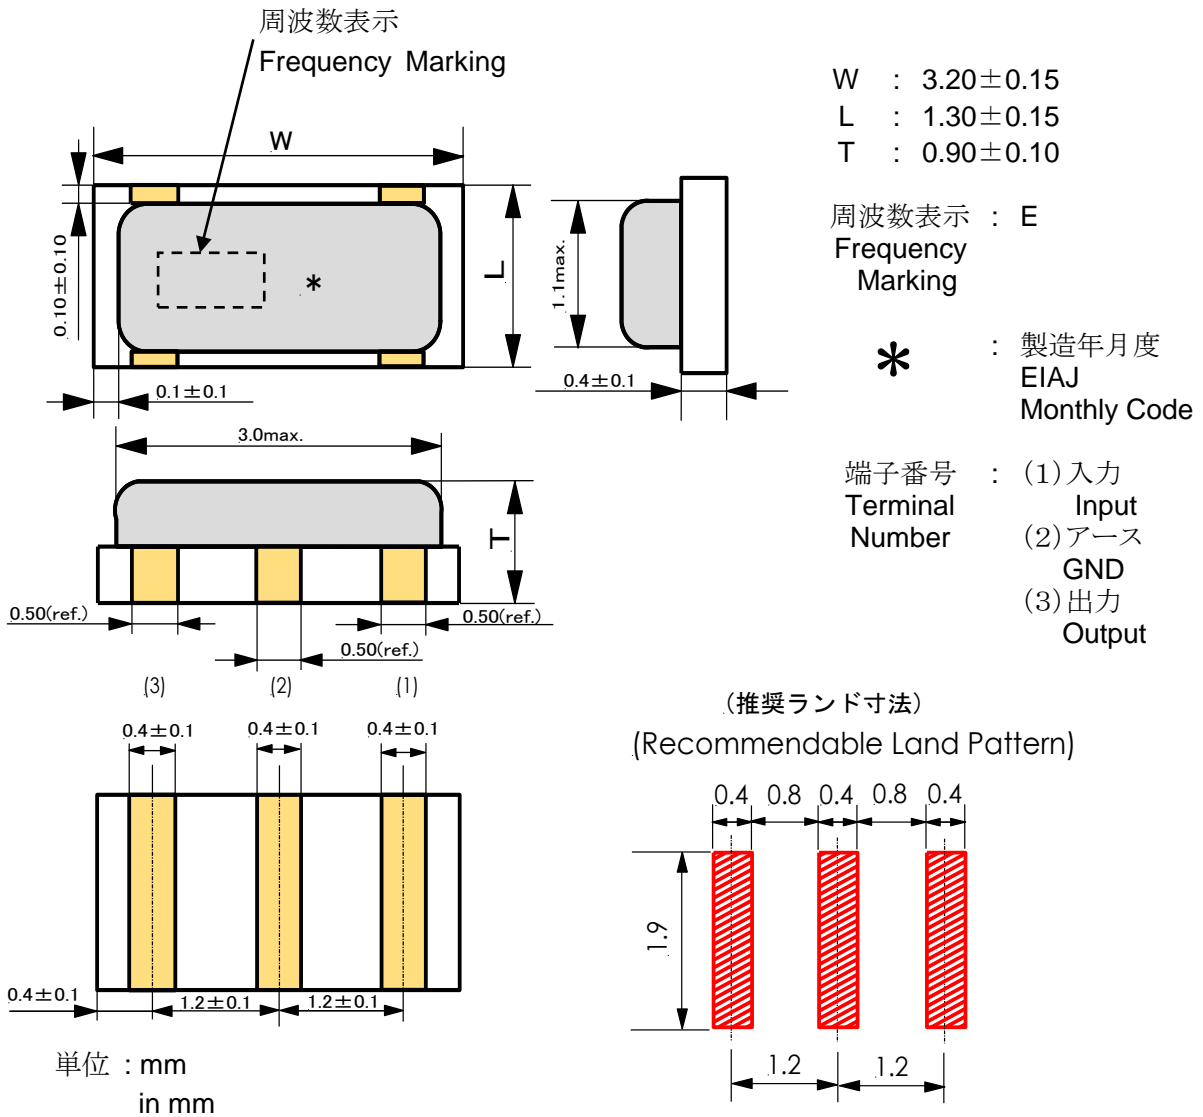 周波数表示
Frequency Marking
W : 3.20±0.15
L : 1.30±0.15
T : 0.90±0.10
周波数表示 : E
Frequency
Marking
* : 製造年月度
EIAJ
Monthly Code
端子番号 : (1)入力
Terminal Input
Number (2)アース
GND
(3)出力
Output
W
L
0.10±0.10
*
0.1±0.1
1.1max.
0.4±0.1
3.0max.
T
0.50(ref.)
0.50(ref.)
0.50(ref.)
(3) (2) (1)
0.4±0.1 0.4±0.1 0.4±0.1
0.4±0.1 1.2±0.1 1.2±0.1
単位 : mm
in mm
(推奨ランド寸法)
(Recommendable Land Pattern)
0.4 0.8 0.4 0.8 0.4
1.9
1.2 1.2